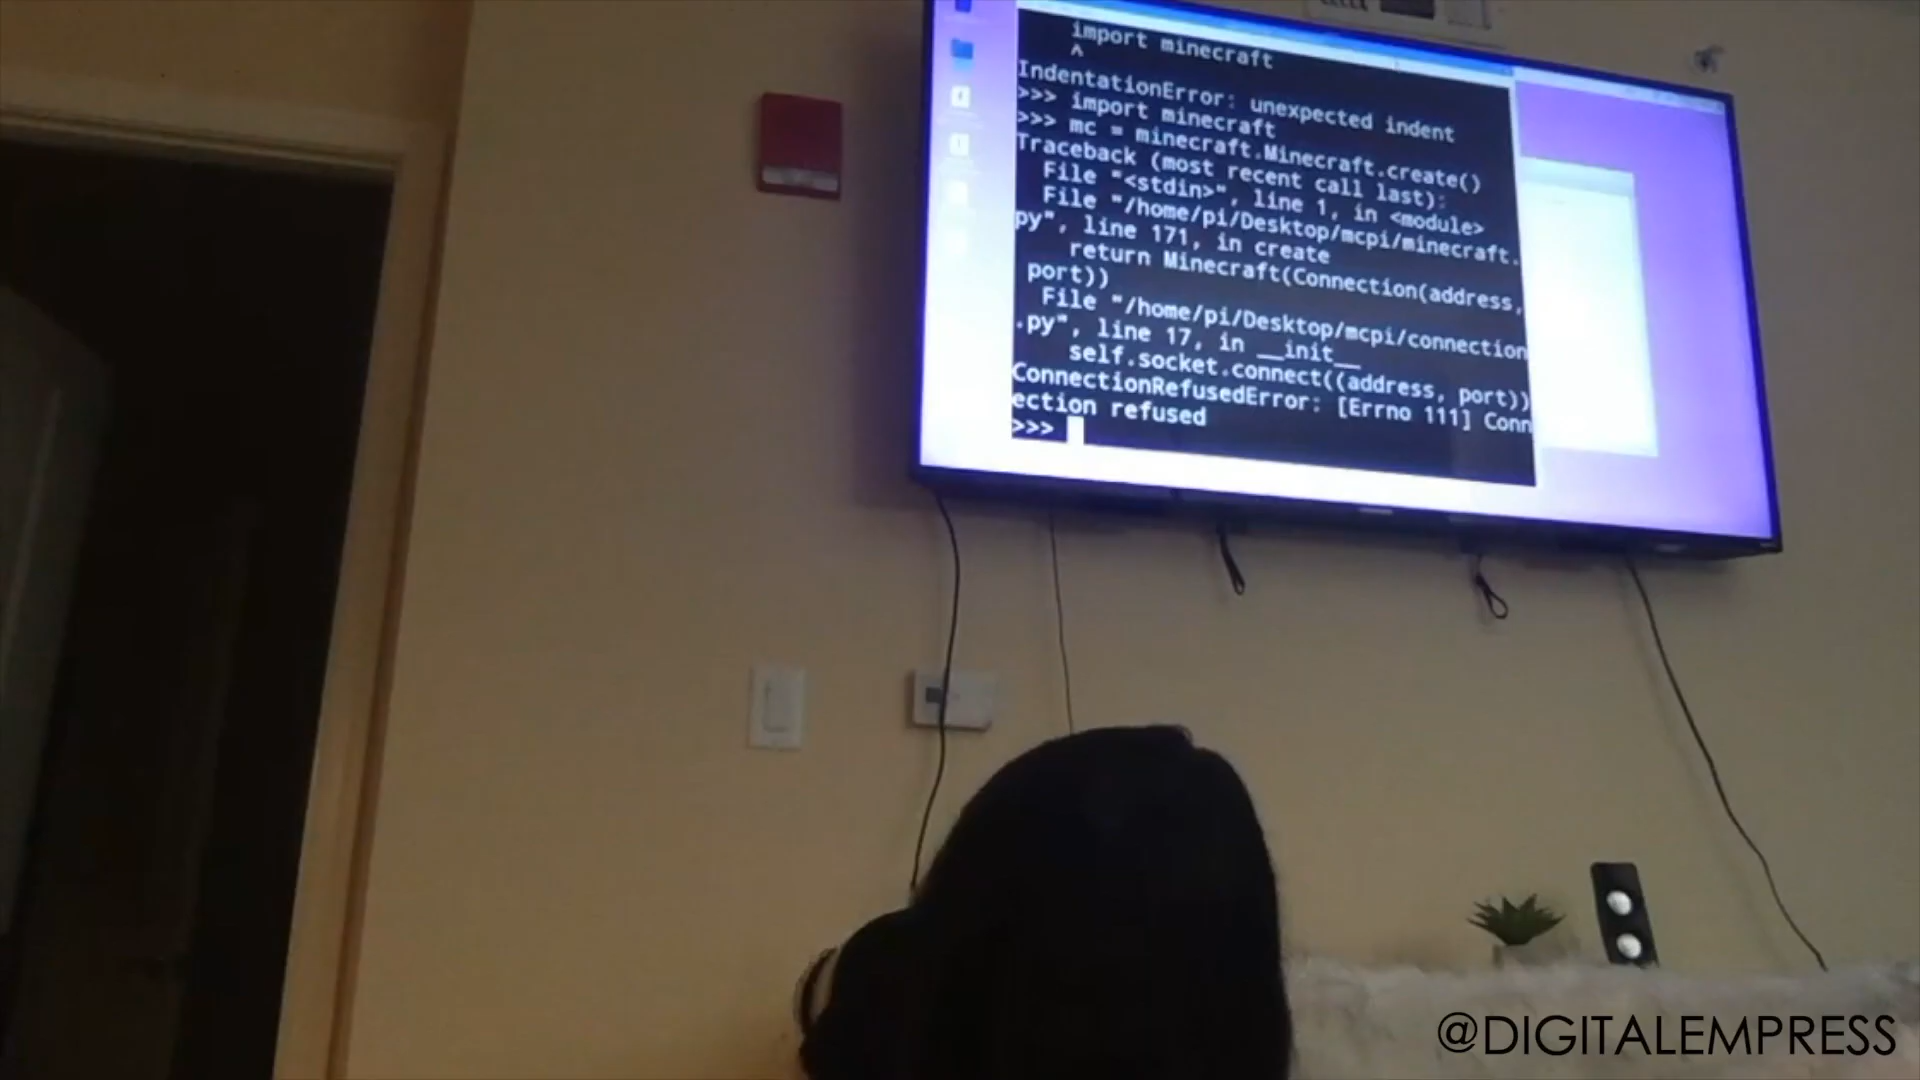 import minecraft
^
IndentationError: unexpected indent
>>> import minecraft
>>> mc = minecraft.Minecraft.create()
Traceback (most recent call last):
File "<stdin>", line 1, in <module>
File "/home/pi/Desktop/mcpi/minecraft.
py", line 171, in create
return Minecraft(Connection(address,
port))
File "/home/pi/Desktop/mcpi/connection
.py", line 17, in __init__
self.socket.connect((address, port))
ConnectionRefusedError: [Errno 111] Conn
ection refused
>>>
@DIGITALEMPRESS